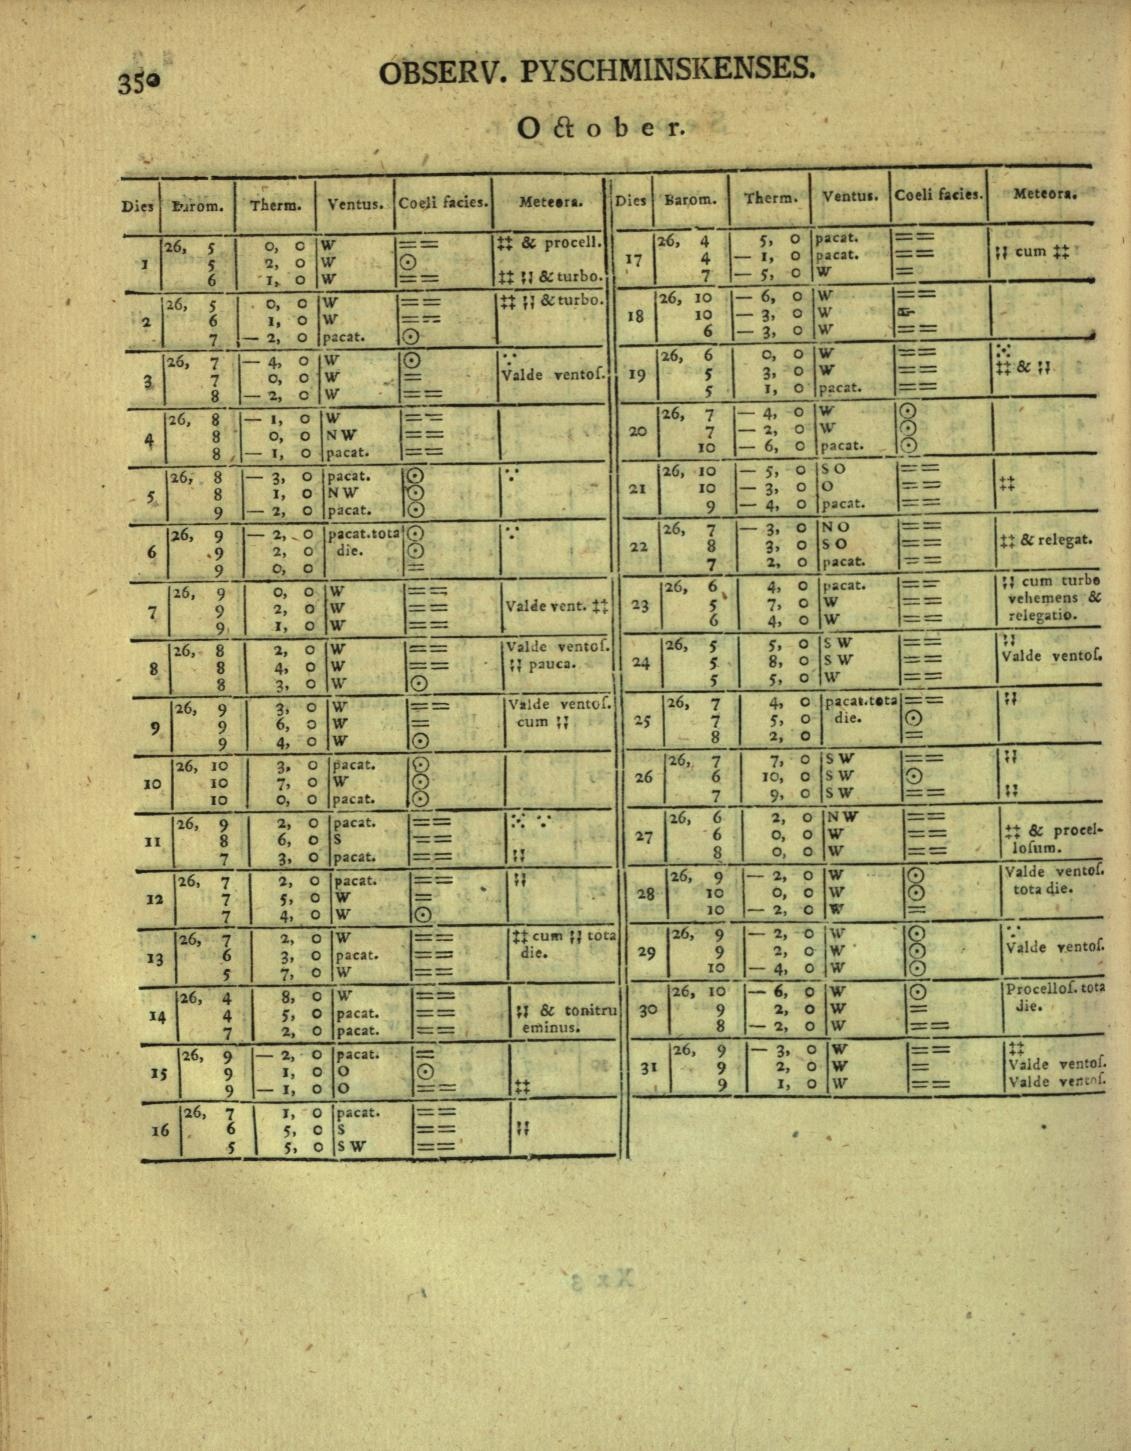 350
OBSERV. PYSCHMINSKENSES.
October.
Dies Barom. Therm. Ventus. Coeli facies. Meteora.
1 26, 5 0, 0 W == ‡‡ & procell.
5 2, 0 W ⊙
6 1, 0 W == ‡‡ ;; & turbo.
2 26, 5 0, 0 W == ‡‡ ;; & turbo.
6 1, 0 W ==
7 — 2, 0 pacat. ⊙
3 26, 7 — 4, 0 W ⊙ ∵
7 0, 0 W = Valde ventoſ.
8 — 2, 0 W ==
4 26, 8 — 1, 0 W ==
8 0, 0 NW ==
8 — 1, 0 pacat. ==
5 26, 8 — 3, 0 pacat. ⊙ ∵
8 1, 0 NW ⊙
9 — 2, 0 pacat. ⊙
6 26, 9 — 2, 0 pacat. tota ⊙ ∵
9 2, 0 die. ⊙
9 0, 0 =
7 26, 9 0, 0 W ==
9 2, 0 W == Valde vent. ‡‡
9 1, 0 W ==
8 26, 8 2, 0 W == Valde ventoſ.
8 4, 0 W == ;; pauca.
8 3, 0 W ⊙
9 26, 9 3, 0 W == Valde ventoſ.
9 6, 0 W = cum ;;
9 4, 0 W ⊙
10 26, 10 3, 0 pacat. ⊙
10 7, 0 W ⊙
10 0, 0 pacat. ⊙
11 26, 9 2, 0 pacat. == ⁙ ∵
8 6, 0 S ==
7 3, 0 pacat. == ;;
12 26, 7 2, 0 pacat. == ;;
7 5, 0 W =
7 4, 0 W ⊙
13 26, 7 2, 0 W == ‡‡ cum ;; tota
6 3, 0 pacat. == die.
5 7, 0 W ==
14 26, 4 8, 0 W ==
4 5, 0 pacat. == ;; & tonitru
7 2, 0 pacat. == eminus.
15 26, 9 — 2, 0 pacat. =
9 1, 0 O ⊙
9 — 1, 0 O == ‡‡
16 26, 7 1, 0 pacat. ==
6 5, 0 S == ;;
5 5, 0 SW ==
Dies Barom. Therm. Ventus. Coeli facies. Meteora.
17 26, 4 5, 0 pacat. ==
4 — 1, 0 pacat. == ;; cum ‡‡
7 — 5, 0 W =
18 26, 10 — 6, 0 W ==
10 — 3, 0 W
6 — 3, 0 W ==
19 26, 6 0, 0 W == ⁙
5 3, 0 W == ‡‡ & ;;
5 1, 0 pacat. ==
20 26, 7 — 4, 0 W ⊙
7 — 2, 0 W ⊙
10 — 6, 0 pacat. ⊙
21 26, 10 — 5, 0 SO ==
10 — 3, 0 O == ‡‡
9 — 4, 0 pacat. ==
22 26, 7 — 3, 0 NO ==
8 3, 0 SO == ‡‡ & relegat.
7 2, 0 pacat. ==
23 26, 6 4, 0 pacat. == ;; cum turbo
5 7, 0 W == vehemens &
6 4, 0 W == relegatio.
24 26, 5 5, 0 SW == ;;
5 8, 0 SW == Valde ventoſ.
5 5, 0 W ==
25 26, 7 4, 0 pacat. tota == ;;
7 5, 0 die. ⊙
8 2, 0 =
26 26, 7 7, 0 SW == ;;
6 10, 0 SW ⊙
7 9, 0 SW == ;;
27 26, 6 2, 0 NW ==
6 0, 0 W == ‡‡ & procel-
8 0, 0 W == loſum.
28 26, 9 — 2, 0 W ⊙ Valde ventoſ.
10 0, 0 W ⊙ tota die.
10 — 2, 0 W =
29 26, 9 — 2, 0 W ⊙ ∵
9 2, 0 W ⊙ Valde ventoſ.
10 — 4, 0 W ⊙
30 26, 10 — 6, 0 W ⊙ Procelloſ. tota
9 2, 0 W = die.
8 — 2, 0 W ==
31 26, 9 — 3, 0 W == ‡‡
9 2, 0 W = Valde ventoſ.
9 1, 0 W == Valde ventoſ.